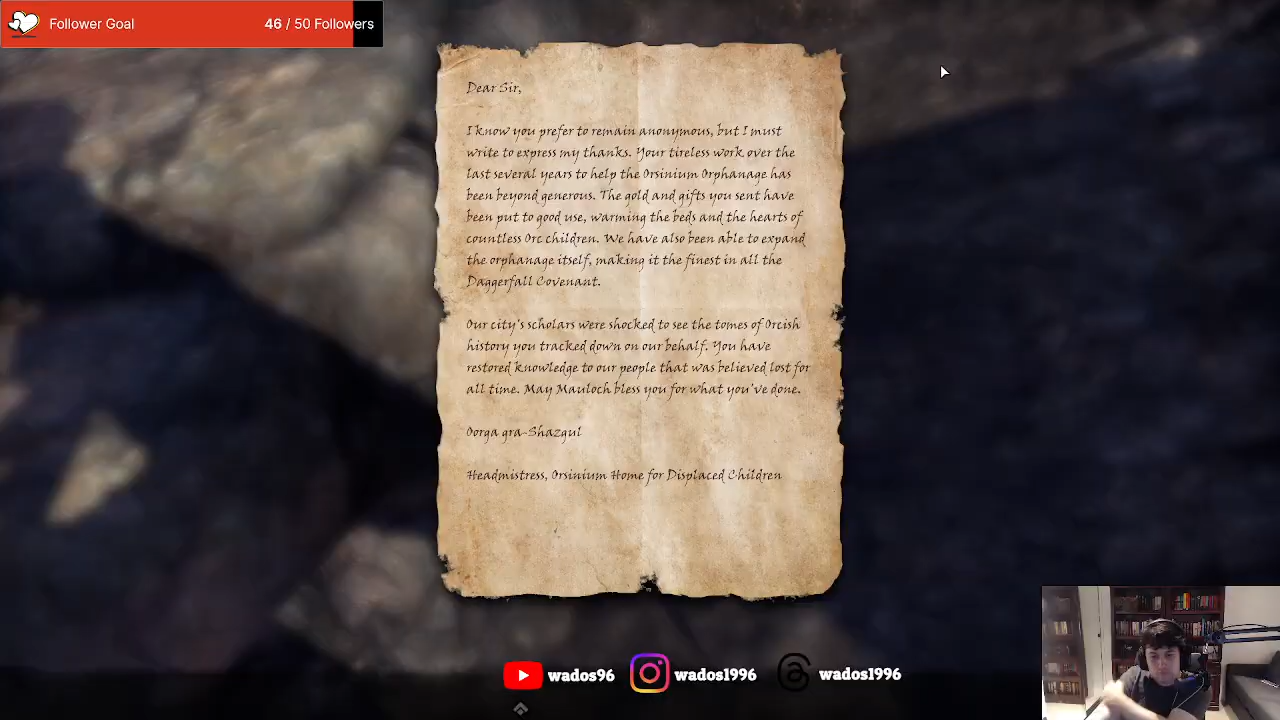 Follower Goal
46 / 50 Followers
Dear Sir,
I know you prefer to remain anonymous, but I must
write to express my thanks. Your tireless work over the
last several years to help the Orsinium Orphanage has
been beyond generous. The gold and gifts you sent have
been put to good use, warming the beds and the hearts of
countless Orc children. We have also been able to expand
the orphanage itself, making it the finest in all the
Daggerfall Covenant.
Our city's scholars were shocked to see the tomes of Orcish
history you tracked down on our behalf. You have
restored knowledge to our people that was believed lost for
all time. May Mauloch bless you for what you've done.
Oorga gra-Shazgul
Headmistress, Orsinium Home for Displaced Children
wados96
wados1996
wados1996